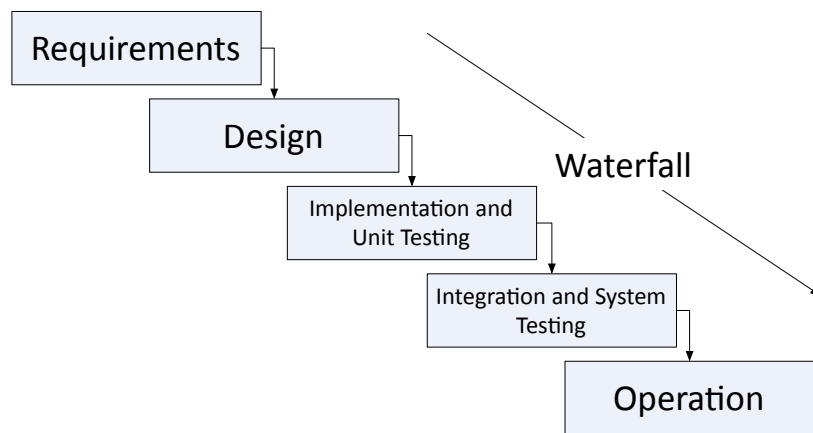 Requirements
Design
Waterfall
Implementation and
Unit Testing
Integration and System
Testing
Operation